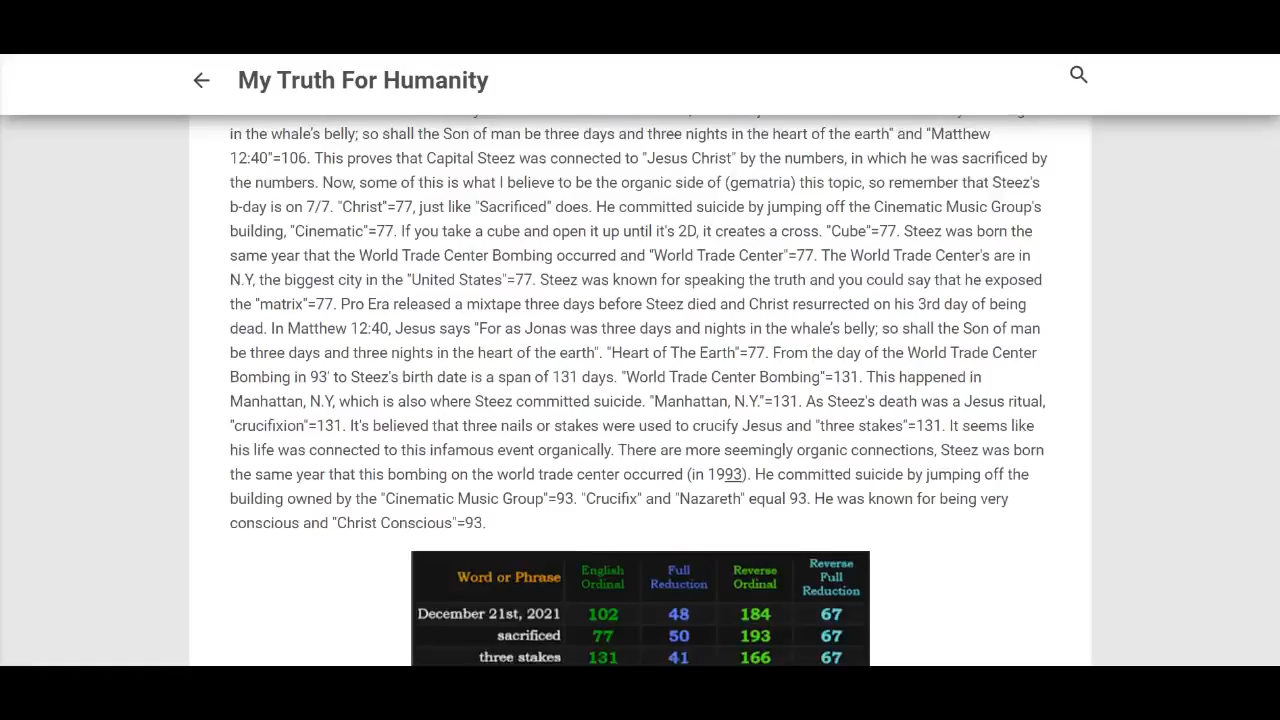 My Truth For Humanity
in the whale's belly; so shall the Son of man be three days and three nights in the heart of the earth" and "Matthew
12:40"=106. This proves that Capital Steez was connected to "Jesus Christ" by the numbers, in which he was sacrificed by
the numbers. Now, some of this is what I believe to be the organic side of (gematria) this topic, so remember that Steez's
b-day is on 7/7. "Christ"=77, just like "Sacrificed" does. He committed suicide by jumping off the Cinematic Music Group's
building, "Cinematic"=77. If you take a cube and open it up until it's 2D, it creates a cross. "Cube"=77. Steez was born the
same year that the World Trade Center Bombing occurred and "World Trade Center"=77. The World Trade Center's are in
N.Y, the biggest city in the "United States"=77. Steez was known for speaking the truth and you could say that he exposed
the "matrix"=77. Pro Era released a mixtape three days before Steez died and Christ resurrected on his 3rd day of being
dead. In Matthew 12:40, Jesus says "For as Jonas was three days and nights in the whale's belly; so shall the Son of man
be three days and three nights in the heart of the earth". "Heart of The Earth"=77. From the day of the World Trade Center
Bombing in 93' to Steez's birth date is a span of 131 days. "World Trade Center Bombing"=131. This happened in
Manhattan, N.Y, which is also where Steez committed suicide. "Manhattan, N.Y."=131. As Steez's death was a Jesus ritual,
"crucifixion"=131. It's believed that three nails or stakes were used to crucify Jesus and "three stakes"=131. It seems like
his life was connected to this infamous event organically. There are more seemingly organic connections, Steez was born
the same year that this bombing on the world trade center occurred (in 1993). He committed suicide by jumping off the
building owned by the "Cinematic Music Group"=93. "Crucifix" and "Nazareth" equal 93. He was known for being very
conscious and "Christ Conscious"=93.
Word or Phrase English Ordinal Full Reduction Reverse Ordinal Reverse Full Reduction
December 21st, 2021 102 48 184 67
sacrificed 77 50 193 67
three stakes 131 41 166 67